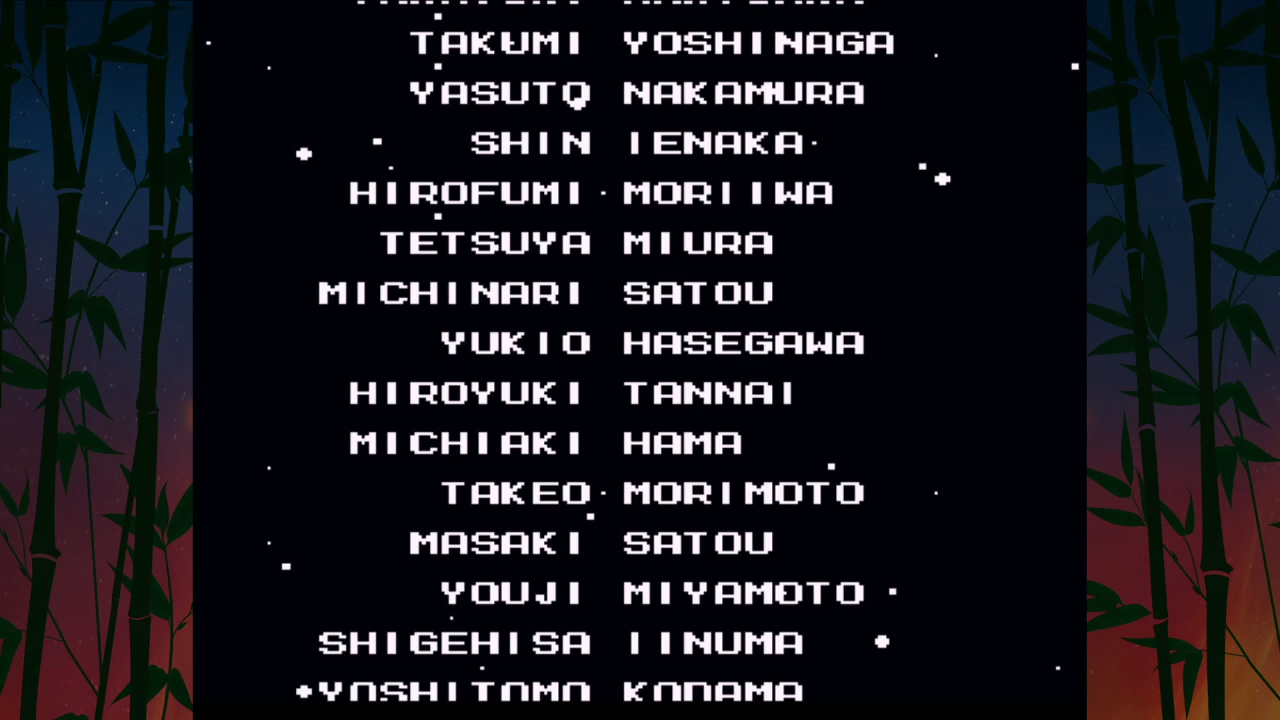 TAKUMI YOSHINAGA
YASUTO NAKAMURA
SHIN IENAKA
HIROFUMI MORIIWA
TETSUYA MIURA
MICHINARI SATOU
YUKIO HASEGAWA
HIROYUKI TANNAI
MICHIAKI HAMA
TAKEO MORIMOTO
MASAKI SATOU
YOUJI MIYAMOTO
SHIGEHISA IINUMA